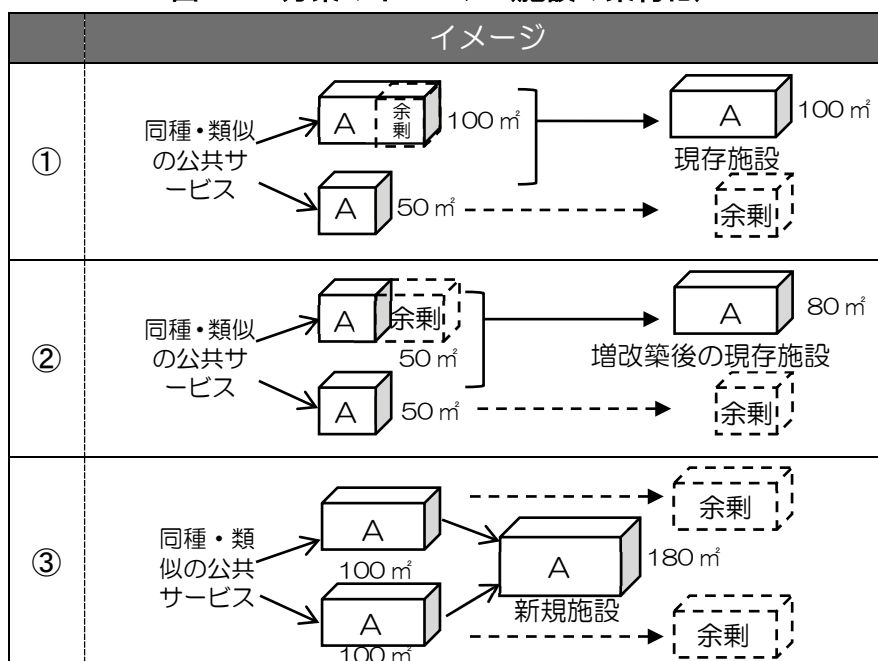 イメージ
①
同種・類似
の公共サ
ービス
A
余
剰
100㎡
A
50㎡
A
100㎡
現存施設
余剰
②
同種・類似
の公共サ
ービス
A
余剰
50㎡
A
50㎡
A
80㎡
増改築後の現存施設
余剰
③
同種・類
似の公共
サービス
A
100㎡
A
100㎡
A
180㎡
新規施設
余剰
余剰